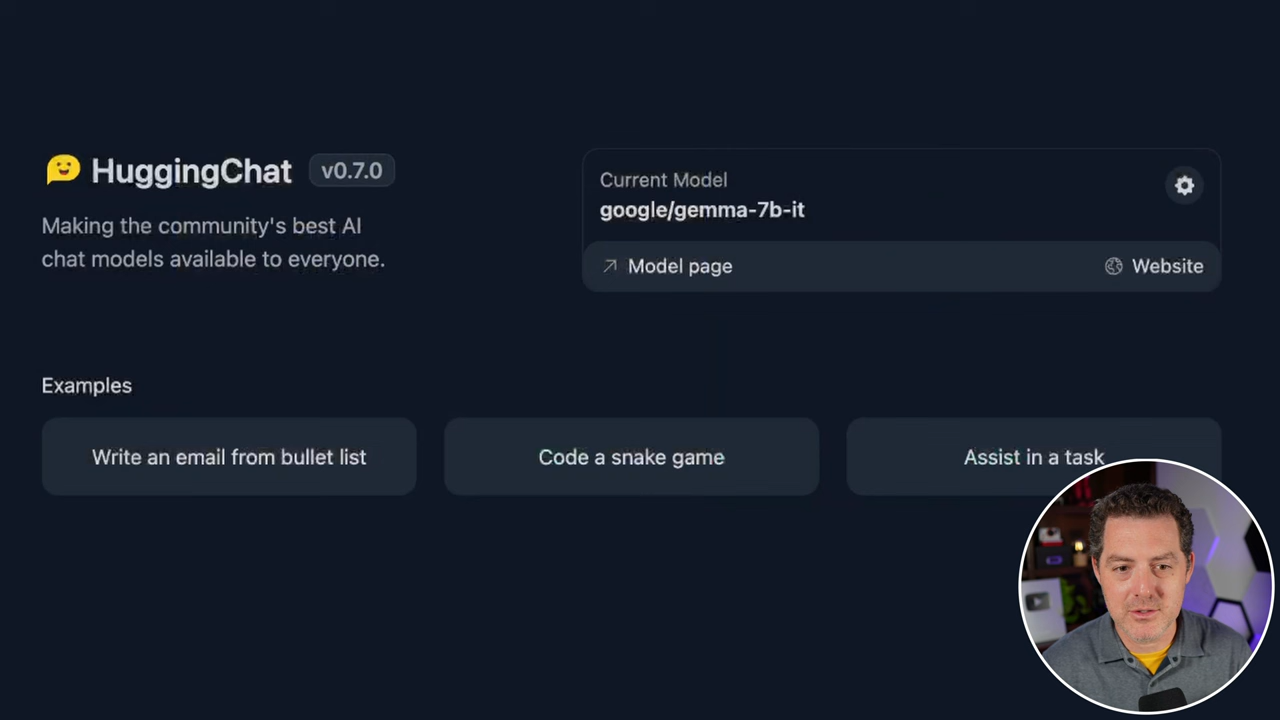 HuggingChat v0.7.0
Making the community's best AI
chat models available to everyone.
Current Model
google/gemma-7b-it
Model page
Website
Examples
Write an email from bullet list
Code a snake game
Assist in a task